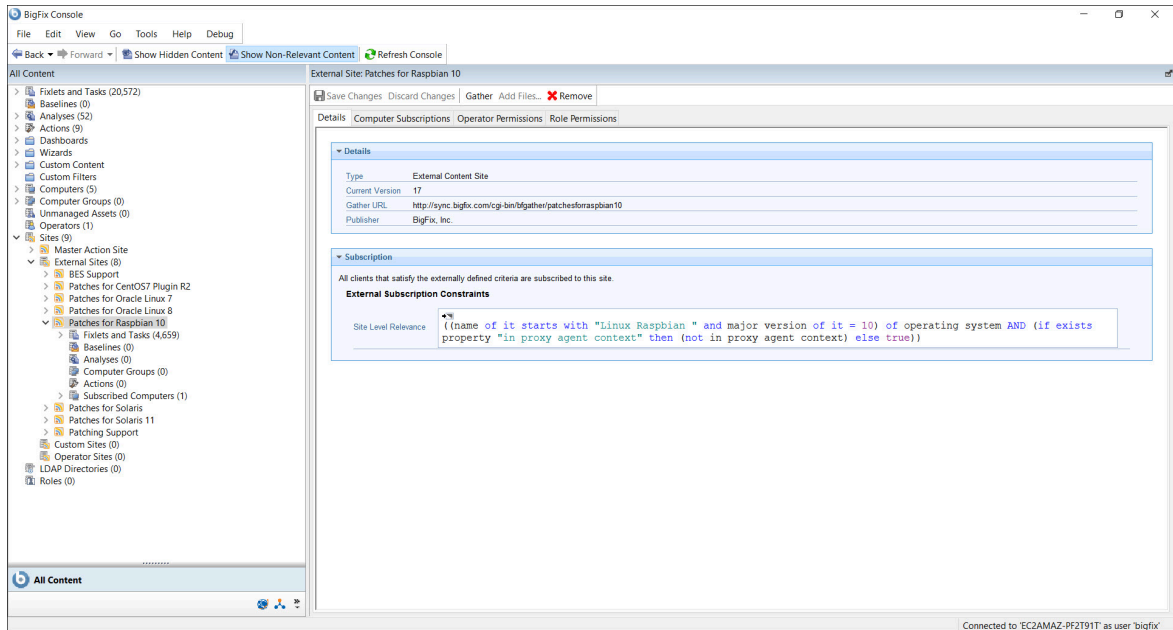 BigFix Console
File Edit View Go Tools Help Debug
Back Forward Show Hidden Content Show Non-Relevant Content Refresh Console
All Content
Fixlets and Tasks (20,572)
Baselines (0)
Analyses (52)
Actions (9)
Dashboards
Wizards
Custom Content
Custom Filters
Computers (5)
Computer Groups (0)
Unmanaged Assets (0)
Operators (1)
Sites (9)
Master Action Site
External Sites (8)
BES Support
Patches for CentOS7 Plugin R2
Patches for Oracle Linux 7
Patches for Oracle Linux 8
Patches for Raspbian 10
Fixlets and Tasks (4,659)
Baselines (0)
Analyses (0)
Computer Groups (0)
Actions (0)
Subscribed Computers (1)
Patches for Solaris
Patches for Solaris 11
Patching Support
Custom Sites (0)
Operator Sites (0)
LDAP Directories (0)
Roles (0)
All Content
External Site: Patches for Raspbian 10
Save Changes Discard Changes Gather Add Files... Remove
Details Computer Subscriptions Operator Permissions Role Permissions
Details
Type External Content Site
Current Version 17
Gather URL http://sync.bigfix.com/cgi-bin/bfgather/patchesforraspbian10
Publisher BigFix, Inc.
Subscription
All clients that satisfy the externally defined criteria are subscribed to this site.
External Subscription Constraints
Site Level Relevance ((name of it starts with "Linux Raspbian " and major version of it = 10) of operating system AND (if exists
property "in proxy agent context" then (not in proxy agent context) else true))
Connected to 'EC2AMAZ-PF2T91T' as user 'bigfix'